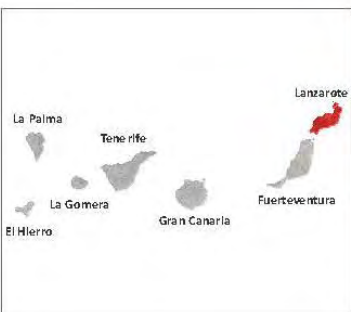 Lanzarote
La Palma
Tenerife
La Gomera
Fuerteventura
Gran Canaria
El Hierro